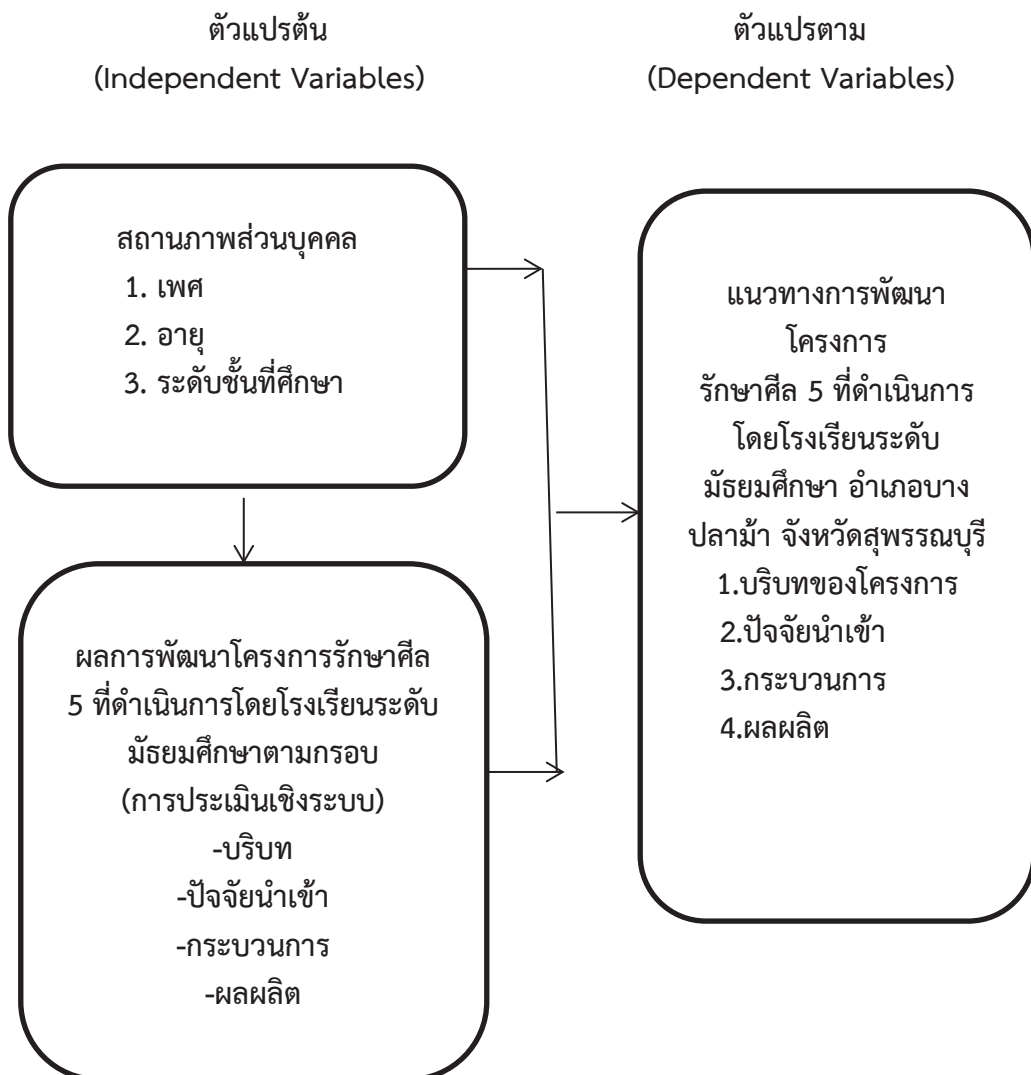 ตัวแปรต้น
(Independent Variables)
ตัวแปรตาม
(Dependent Variables)
สถานภาพส่วนบุคคล
1. เพศ
2. อายุ
3. ระดับชั้นที่ศึกษา
ผลการพัฒนาโครงการรักษาศีล
5 ที่ดำเนินการโดยโรงเรียนระดับ
มัธยมศึกษาตามกรอบ
(การประเมินเชิงระบบ)
-บริบท
-ปัจจัยนำเข้า
-กระบวนการ
-ผลผลิต
แนวทางการพัฒนา
โครงการ
รักษาศีล 5 ที่ดำเนินการ
โดยโรงเรียนระดับ
มัธยมศึกษา อำเภอบาง
ปลาม้า จังหวัดสุพรรณบุรี
1.บริบทของโครงการ
2.ปัจจัยนำเข้า
3.กระบวนการ
4.ผลผลิต